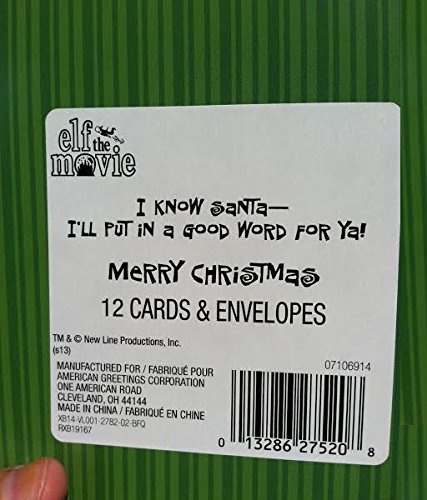 elf the
movie
I KNOW SANTA—
I'LL PUT IN A GOOD WORD FOR YA!
MERRY CHRISTMAS
12 CARDS & ENVELOPES
TM & © New Line Productions, Inc.
(s13)
07106914
MANUFACTURED FOR / FABRIQUÉ POUR
AMERICAN GREETINGS CORPORATION
ONE AMERICAN ROAD
CLEVELAND, OH 44144
MADE IN CHINA / FABRIQUÉ EN CHINE
XB14-VL001-2782-02-BFQ
RXB19167
0 13286 27520 8